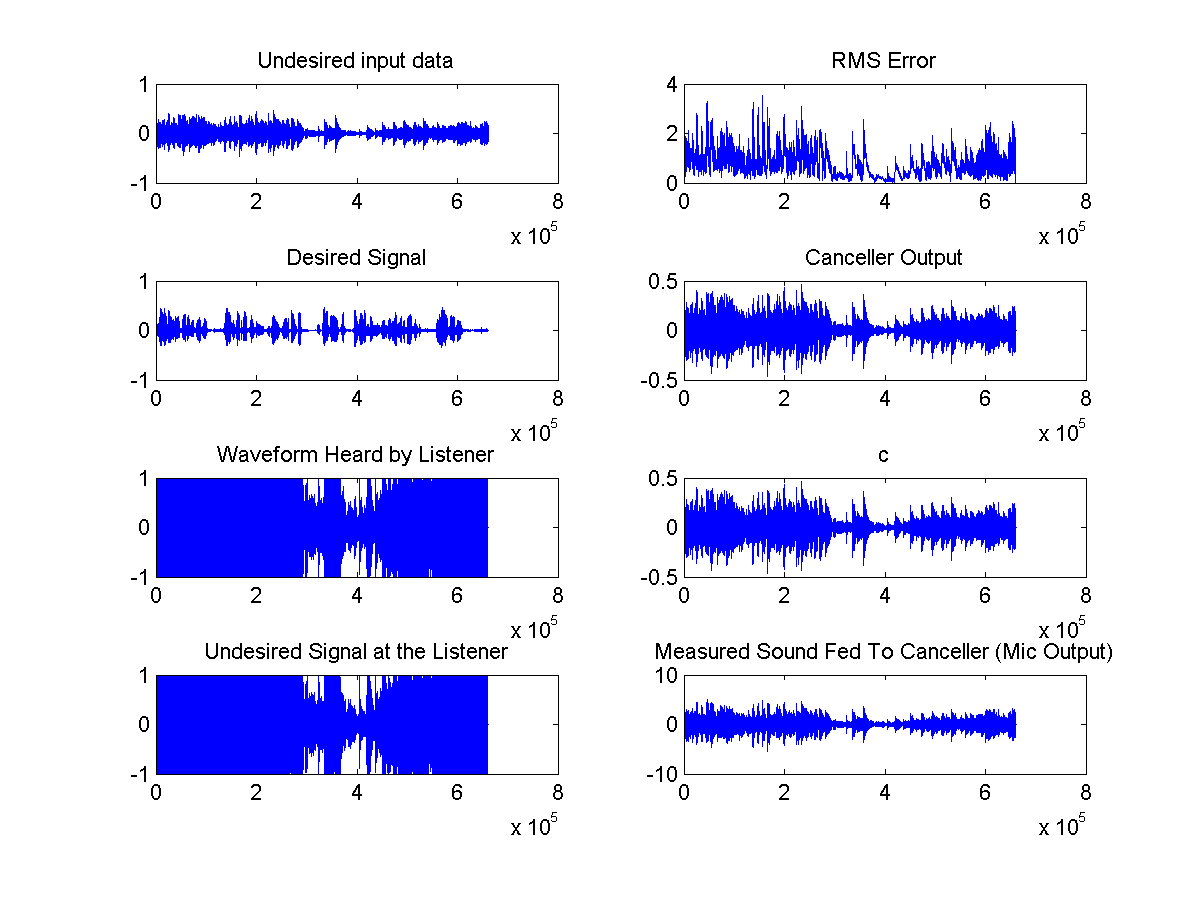 Undesired input data
1
0
-1
0 2 4 6 8
x 10^5
RMS Error
4
2
0
0 2 4 6 8
x 10^5
Desired Signal
1
0
-1
0 2 4 6 8
x 10^5
Canceller Output
0.5
0
-0.5
0 2 4 6 8
x 10^5
Waveform Heard by Listener
1
0
-1
0 2 4 6 8
x 10^5
c
0.5
0
-0.5
0 2 4 6 8
x 10^5
Undesired Signal at the Listener
1
0
-1
0 2 4 6 8
x 10^5
Measured Sound Fed To Canceller (Mic Output)
10
0
-10
0 2 4 6 8
x 10^5